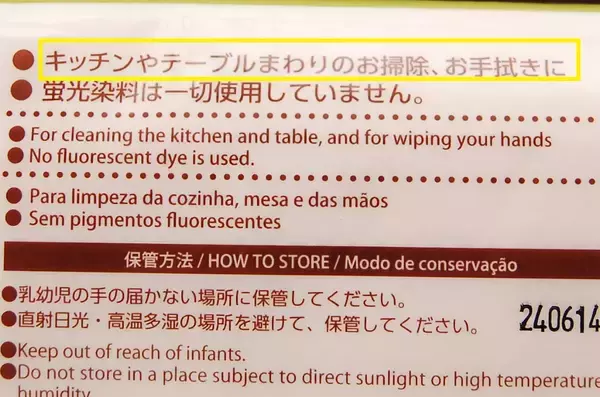 ●キッチンやテーブルまわりのお掃除、お手拭きに
●蛍光染料は一切使用していません。
●For cleaning the kitchen and table, and for wiping your hands
●No fluorescent dye is used.
●Para limpeza da cozinha, mesa e das mãos
●Sem pigmentos fluorescentes
保管方法 / HOW TO STORE / Modo de conservação
●乳幼児の手の届かない場所に保管してください。
●直射日光・高温多湿の場所を避けて、保管してください。
240614
●Keep out of reach of infants.
●Do not store in a place subject to direct sunlight or high temperature
humidity.